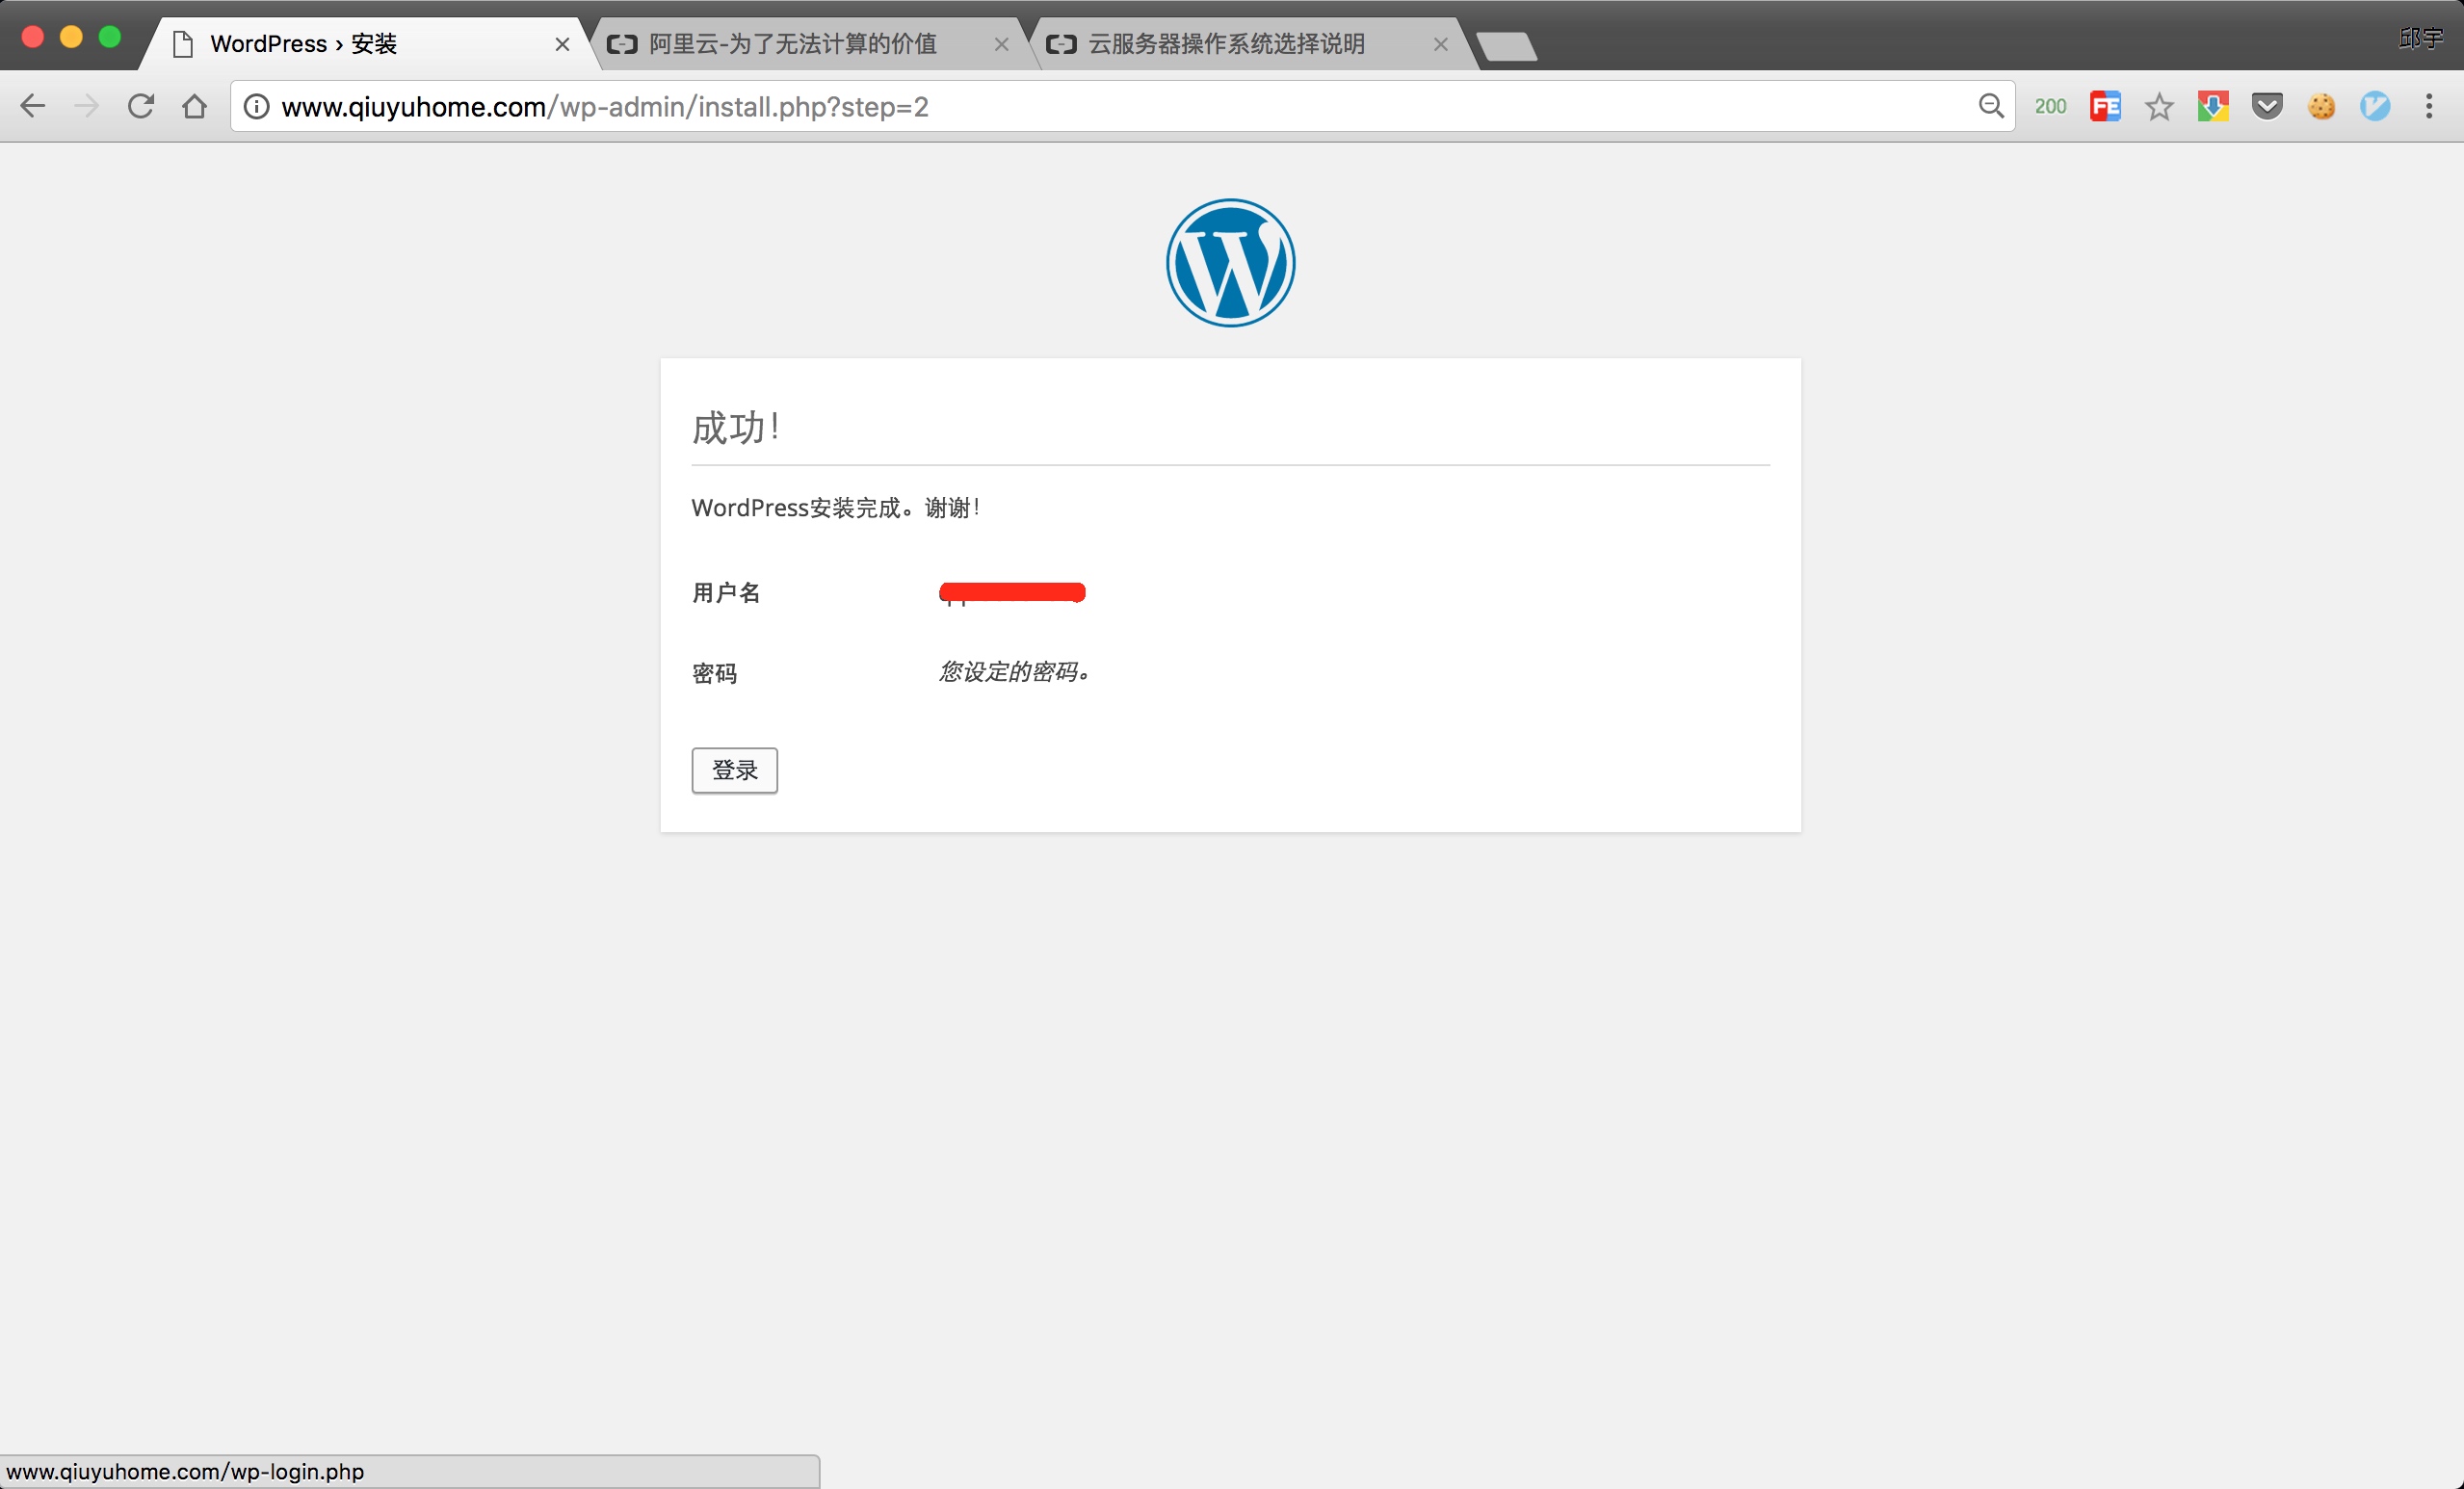 WordPress › 安装
阿里云-为了无法计算的价值
云服务器操作系统选择说明
邱宇
www.qiuyuhome.com/wp-admin/install.php?step=2
200
FE
成功！
WordPress安装完成。谢谢！
用户名
密码
您设定的密码。
登录
www.qiuyuhome.com/wp-login.php